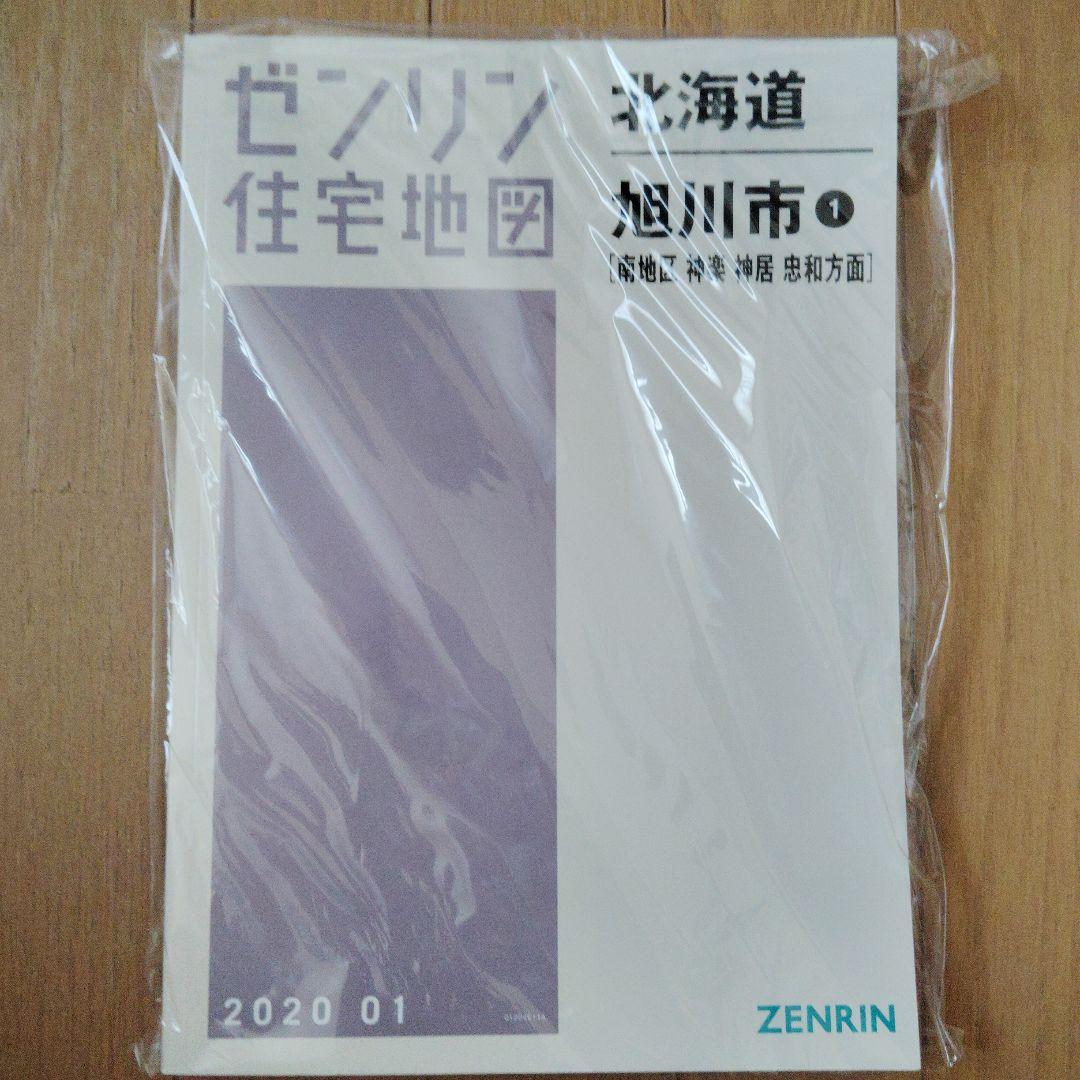 ゼンリン
住宅地図
北海道
旭川市❶
[南地区 神楽 神居 忠和方面]
2020 01
ZENRIN